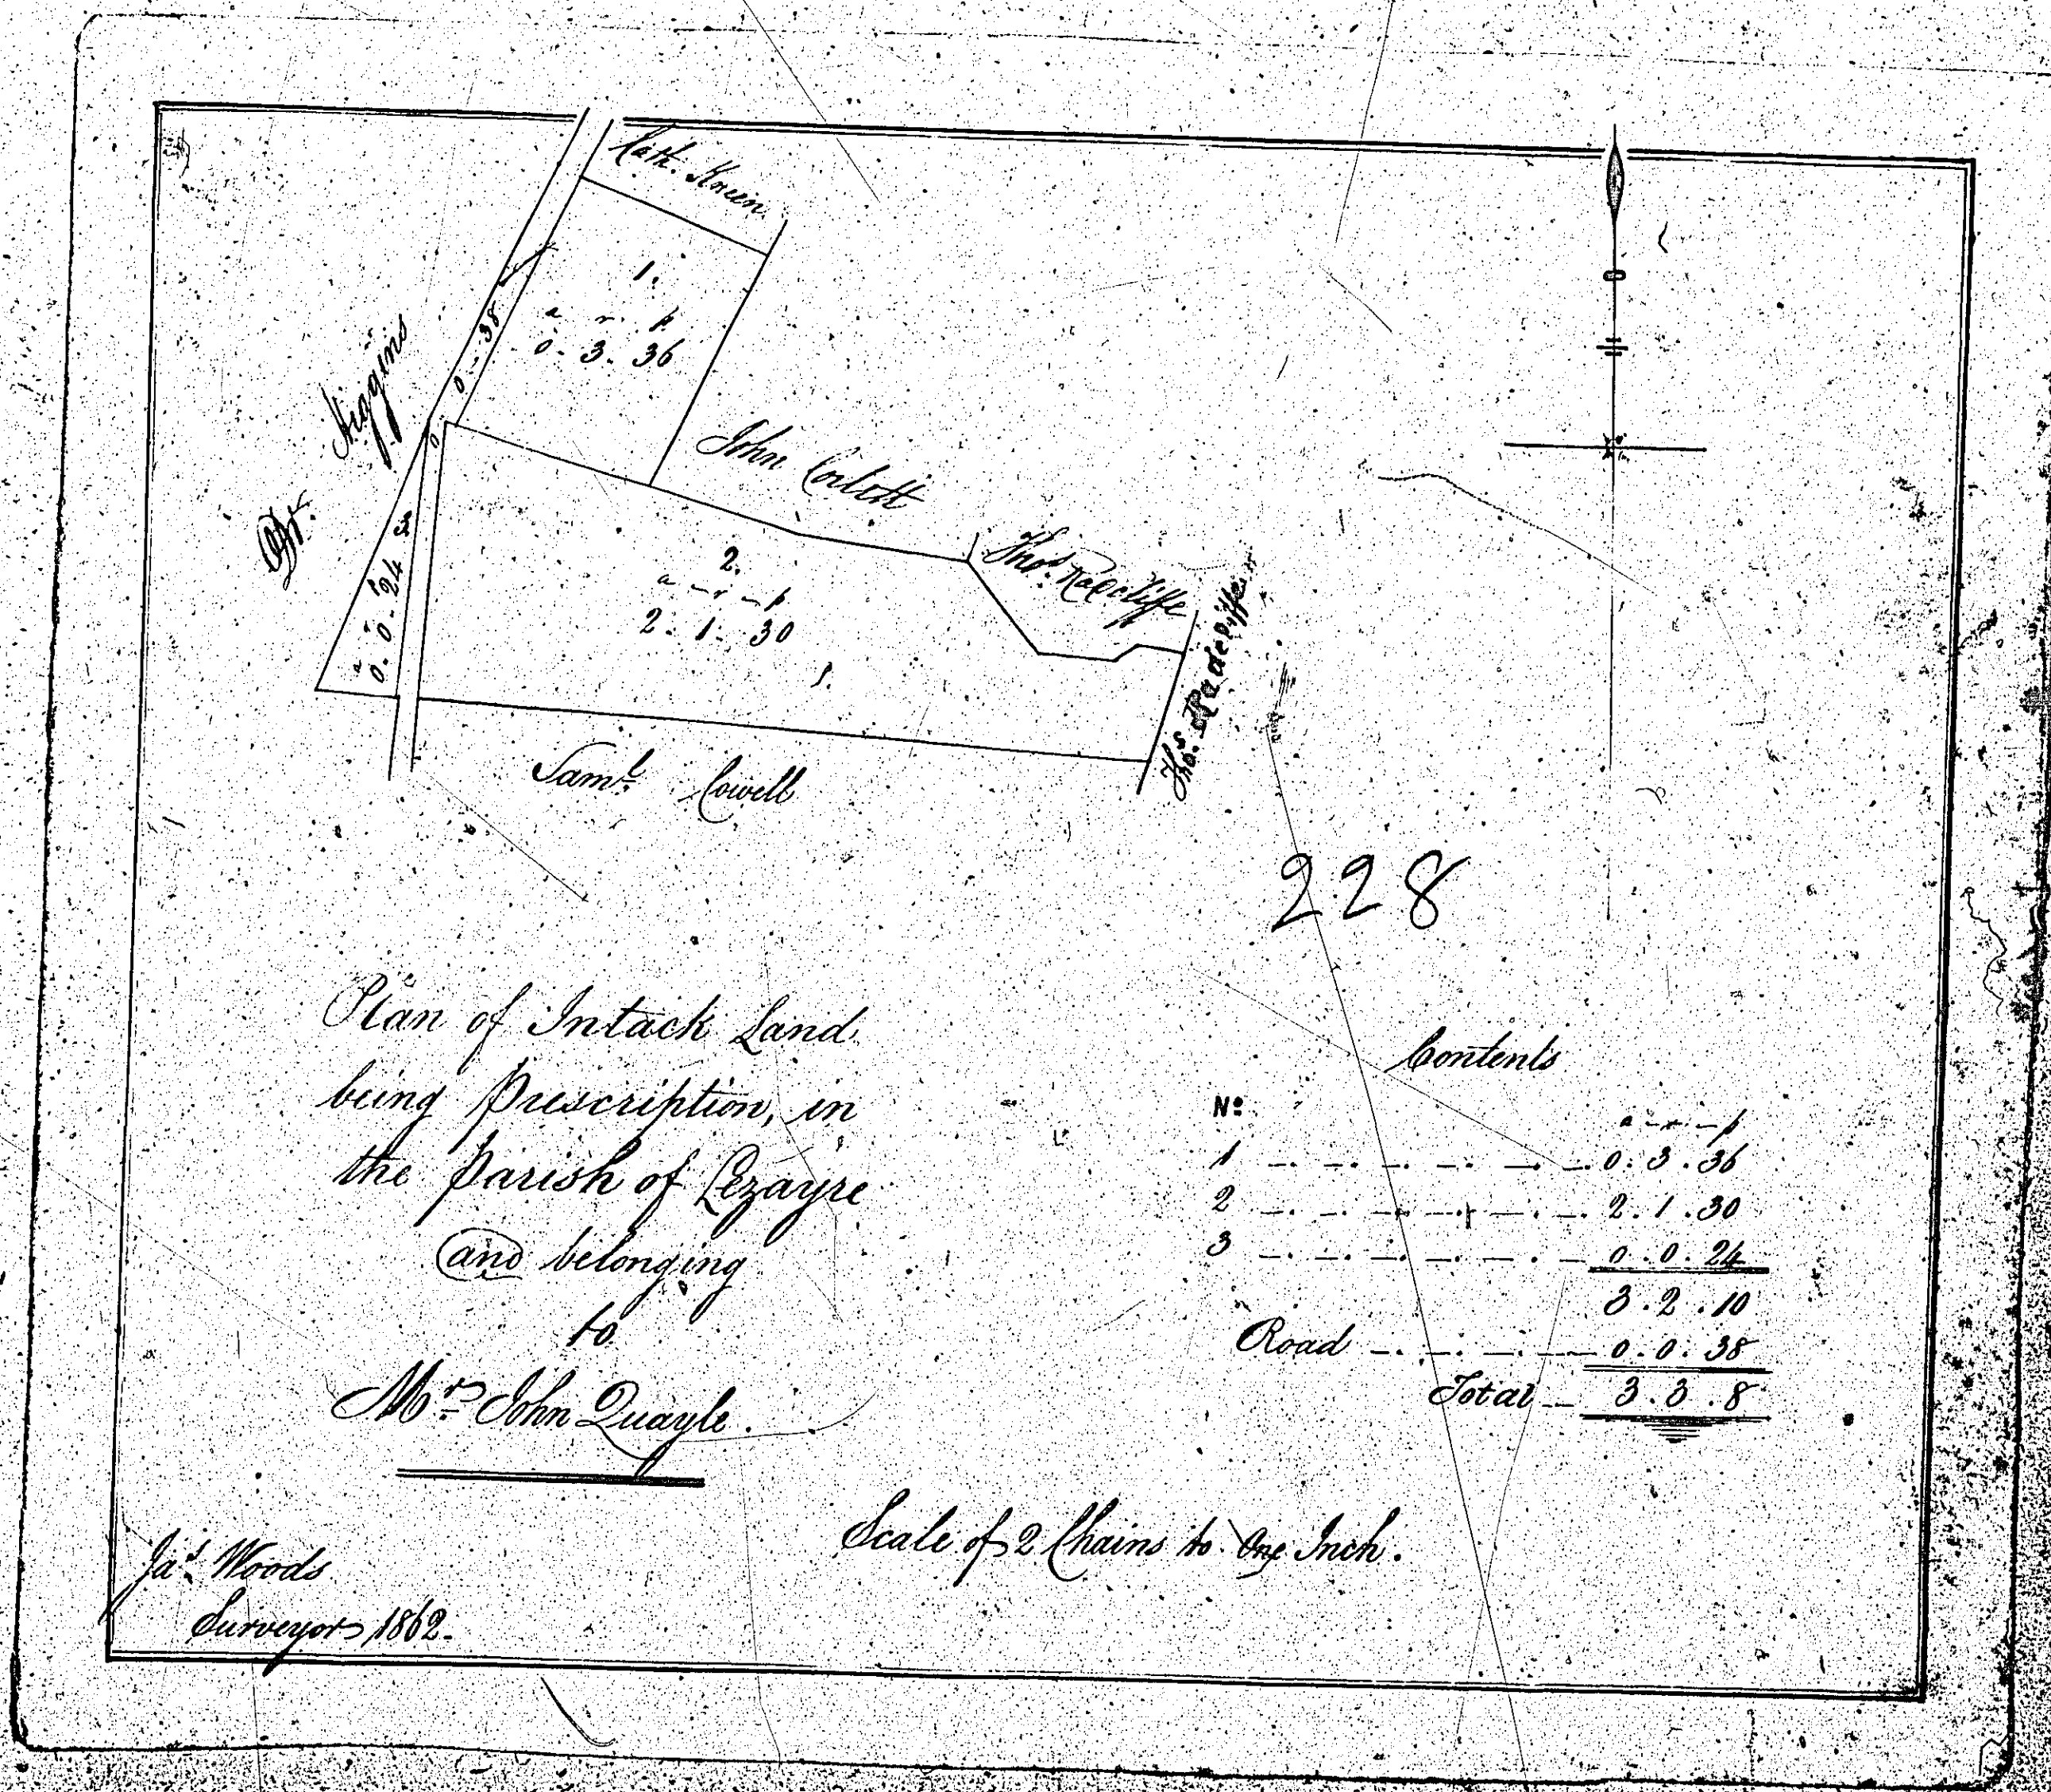 Cath. Kneen
1.
a r. p
0. 3. 36
0. - 38
Higgins
John Corlett
Thos. Radcliffe
Thos. Radcliffes
3
a r p
0. 0. 24
2.
a - r - p
2. 1. 30
Saml. Cowell
228
Plan of Intack Land
being Prescription, in
the Parish of Lezayre
and belonging
to
Mr. John Quayle.
Contents
No. a - r - p
1 0. 3. 36
2 2. 1. 30
3 0. 0. 24
3. 2. 10
Road 0. 0. 38
Total 3. 3. 8
Scale of 2 Chains to One Inch.
Jas. Woods
Surveyor 1862.